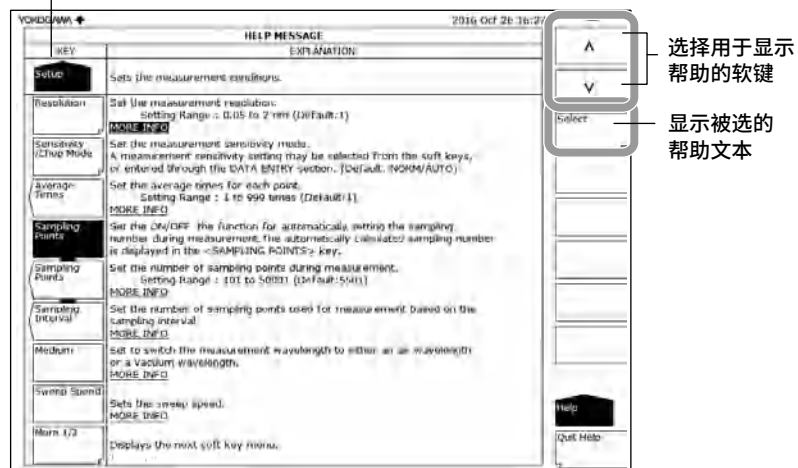 YOKOGAWA
2016 Oct 26 16:27
HELP MESSAGE
KEY
EXPLANATION
Setup
Sets the measurement conditions.
Resolution
Set the measurement resolution.
Setting Range : 0.05 to 2 nm (Default:1)
MORE INFO
Sensitivity
/Chop Mode
Set the measurement sensitivity mode.
A measurement sensitivity setting may be selected from the soft keys,
or entered through the DATA ENTRY section. (Default: NORM/AUTO)
Average
Times
Set the average times for each point.
Setting Range : 1 to 999 times (Default:1)
MORE INFO
Sampling
Points
Set the ON/OFF the function for automatically setting the sampling
number during measurement. The automatically calculated sampling number
is displayed in the <SAMPLING POINTS> key.
Sampling
Points
Set the number of sampling points during measurement.
Setting Range : 101 to 50001 (Default:5001)
MORE INFO
Sampling
Interval
Set the number of sampling points used for measurement based on the
sampling interval
MORE INFO
Medium
Set to switch the measurement wavelength to either an air wavelength
or a Vacuum wavelength.
MORE INFO
Sweep Speed
Sets the sweep speed.
MORE INFO
More 1/2
Displays the next soft key menu.
∧
∨
Select
Help
Quit Help
选择用于显示
帮助的软键
显示被选的
帮助文本